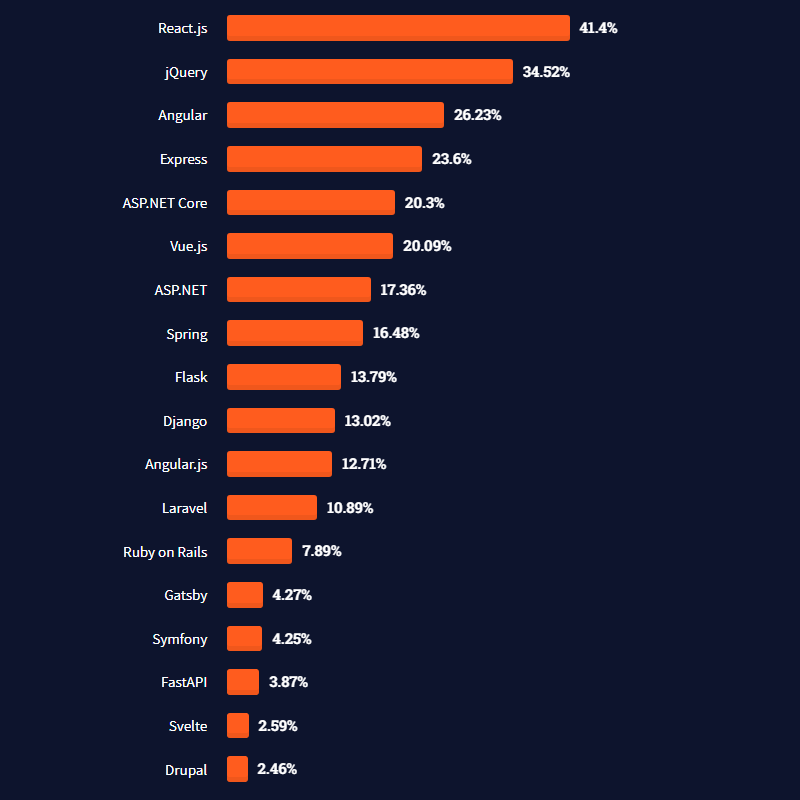 React.js 41.4%
jQuery 34.52%
Angular 26.23%
Express 23.6%
ASP.NET Core 20.3%
Vue.js 20.09%
ASP.NET 17.36%
Spring 16.48%
Flask 13.79%
Django 13.02%
Angular.js 12.71%
Laravel 10.89%
Ruby on Rails 7.89%
Gatsby 4.27%
Symfony 4.25%
FastAPI 3.87%
Svelte 2.59%
Drupal 2.46%